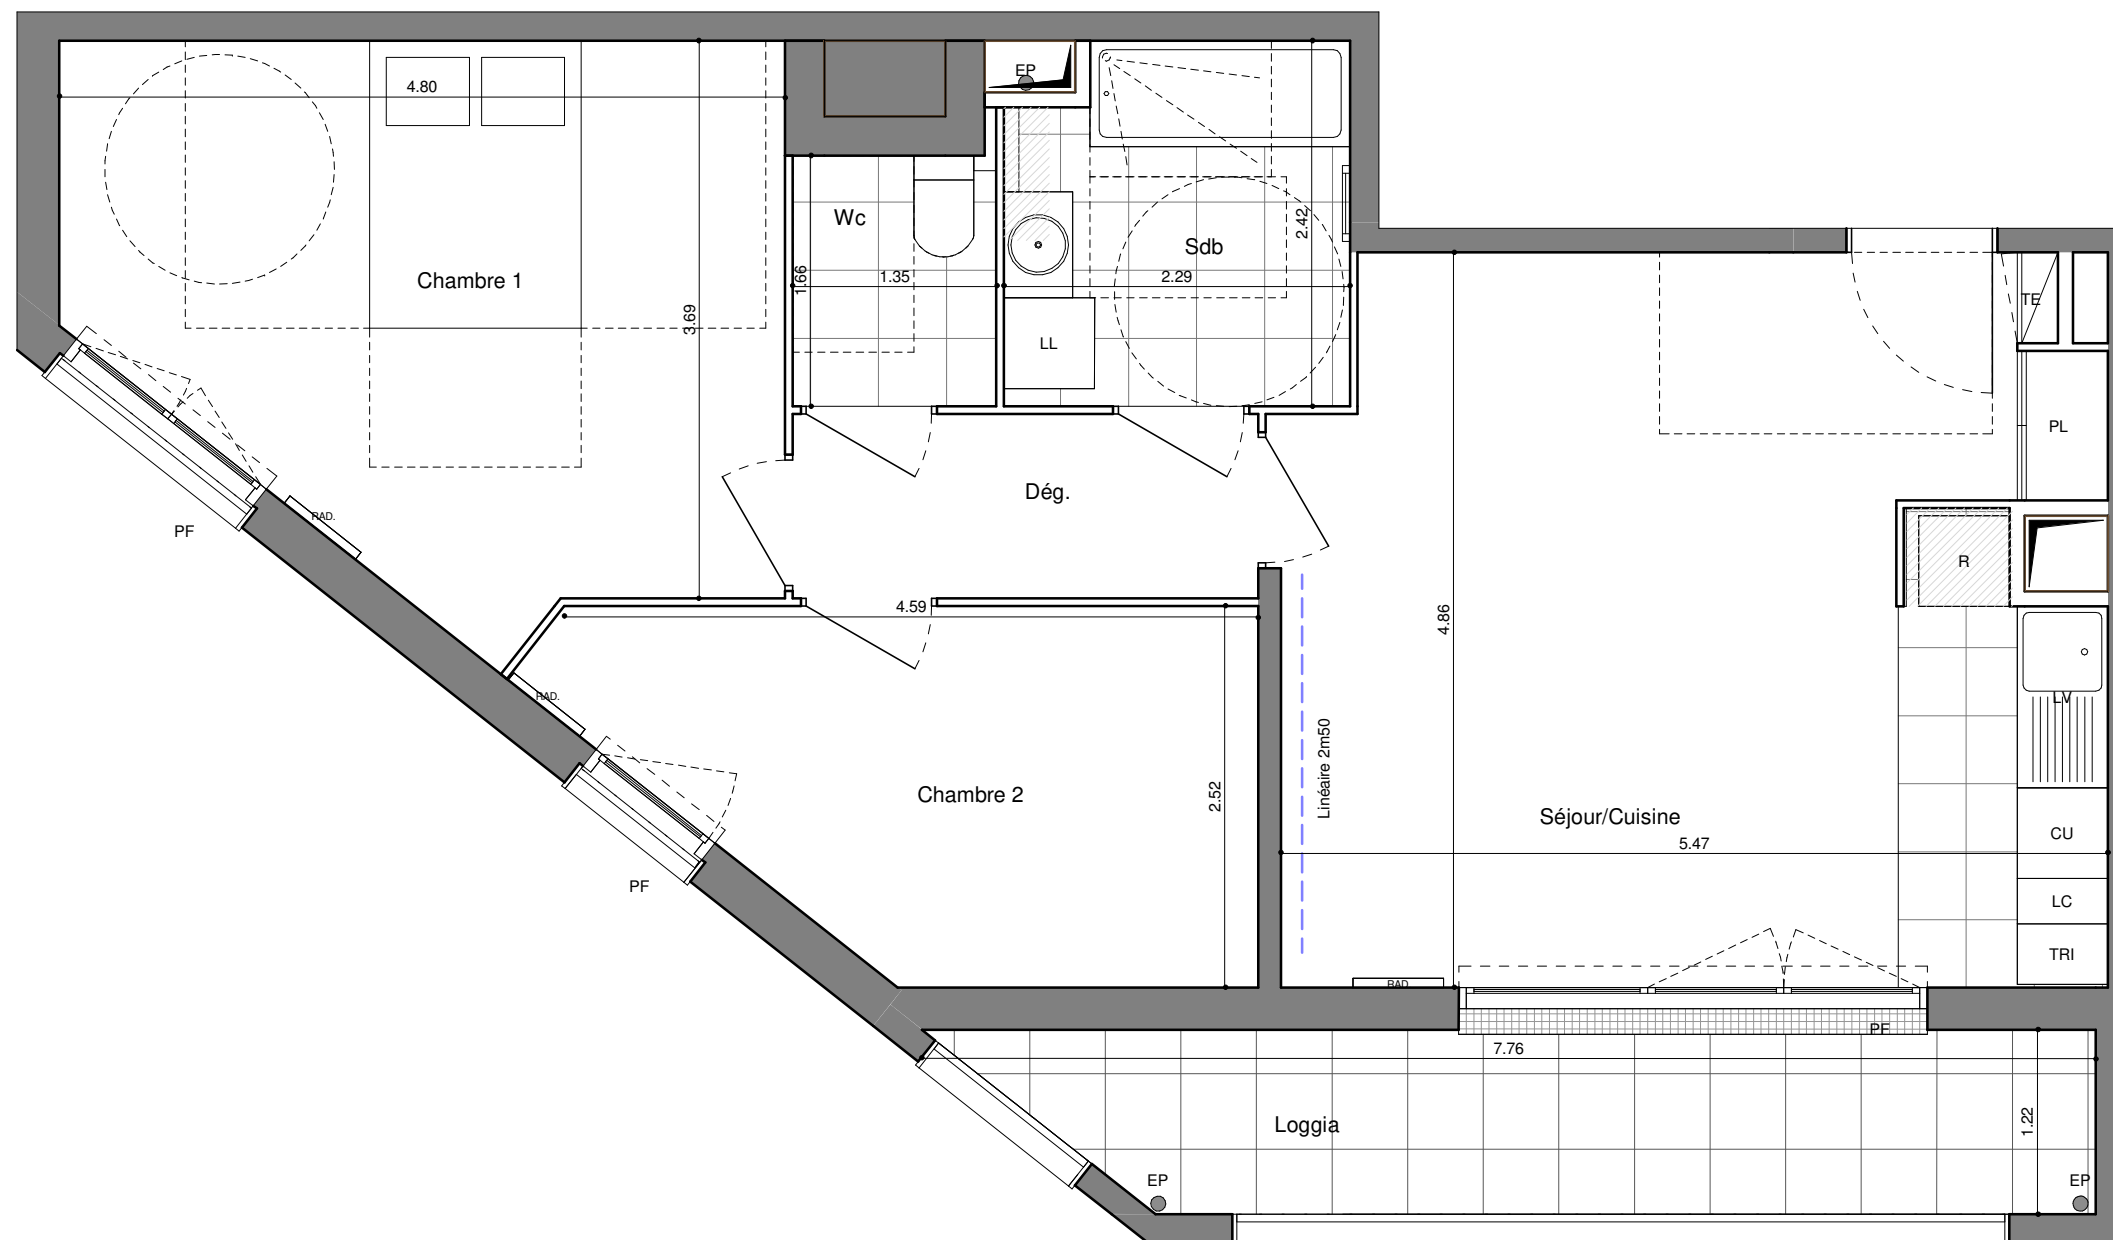 EP
4.80
Wc
Sdb
2.42
Chambre 1
1.66
1.35
2.29
TE
3.69
LL
PL
Dég.
RAD.
PF
R
4.59
4.86
RAD.
LV
Linéaire 2m50
Chambre 2
2.52
Séjour/Cuisine
5.47
CU
PF
LC
TRI
RAD.
PF
7.76
Loggia
1.22
EP
EP